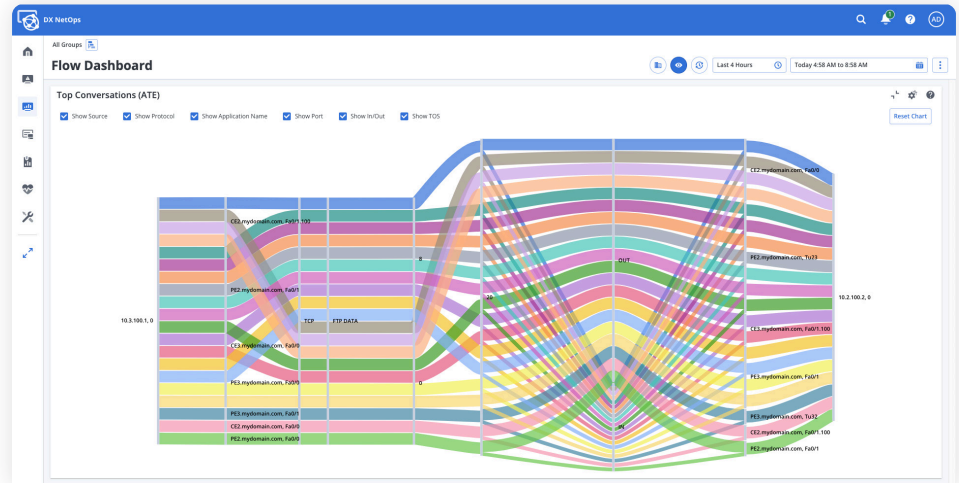 DX NetOps
1
AD
All Groups
Flow Dashboard
Last 4 Hours
Today 4:58 AM to 8:58 AM
Top Conversations (ATE)
Show Source
Show Protocol
Show Application Name
Show Port
Show In/Out
Show TOS
Reset Chart
10.3.100.1, 0
CE2.mydomain.com, Fa0/1.100
PE2.mydomain.com, Fa0/1
CE3.mydomain.com, Fa0/0
PE3.mydomain.com, Fa0/0
PE3.mydomain.com, Fa0/1
CE2.mydomain.com, Fa0/0
PE2.mydomain.com, Fa0/0
TCP
FTP DATA
8
0
20
OUT
IN
CE2.mydomain.com, Fa0/0
PE2.mydomain.com, Tu23
CE3.mydomain.com, Fa0/1.100
PE3.mydomain.com, Fa0/1
PE3.mydomain.com, Tu32
CE2.mydomain.com, Fa0/1.100
PE2.mydomain.com, Fa0/1
10.2.100.2, 0